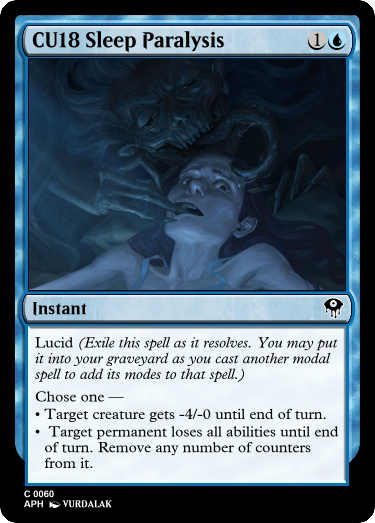 CU18 Sleep Paralysis
1
Instant
Lucid (Exile this spell as it resolves. You may put
it into your graveyard as you cast another modal
spell to add its modes to that spell.)
Chose one —
• Target creature gets -4/-0 until end of turn.
• Target permanent loses all abilities until end
of turn. Remove any number of counters
from it.
C 0060
APH VURDALAK